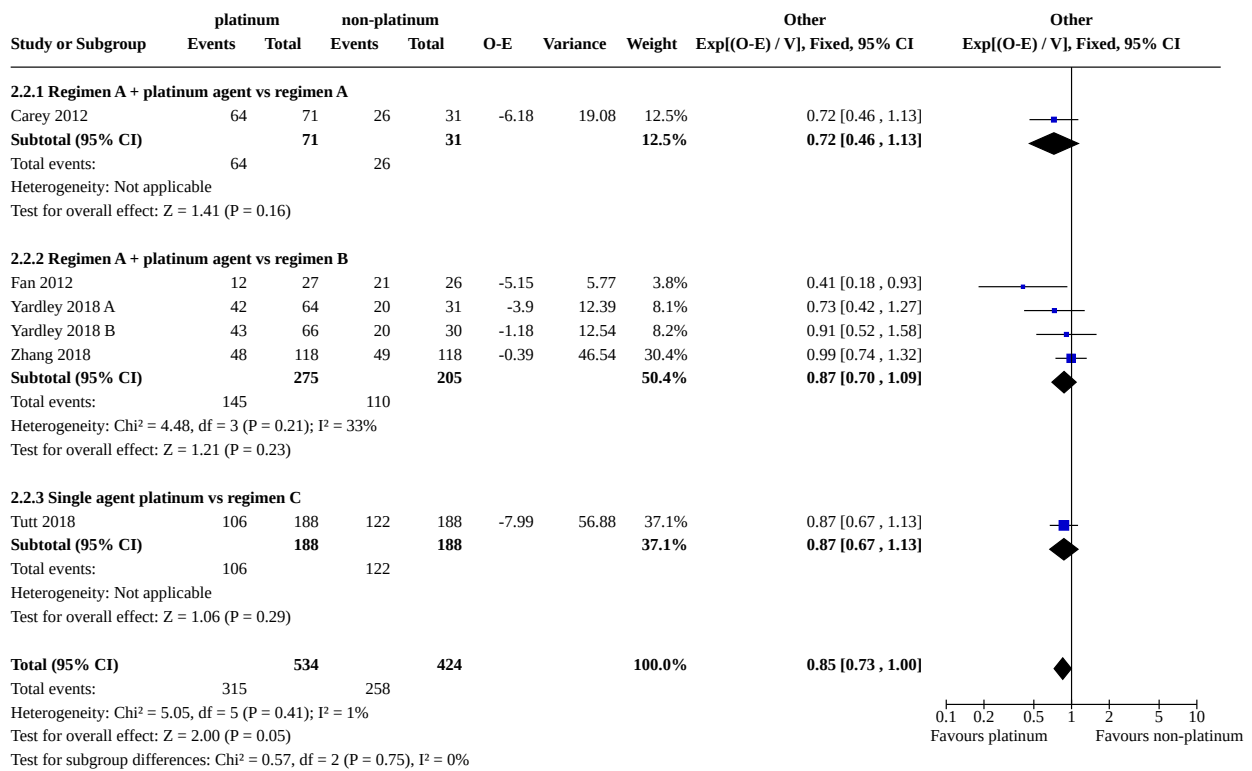 platinum non-platinum Other Other
Study or Subgroup Events Total Events Total O-E Variance Weight Exp[(O-E) / V], Fixed, 95% CI Exp[(O-E) / V], Fixed, 95% CI
2.2.1 Regimen A + platinum agent vs regimen A
Carey 2012 64 71 26 31 -6.18 19.08 12.5% 0.72 [0.46 , 1.13]
Subtotal (95% CI) 71 31 12.5% 0.72 [0.46 , 1.13]
Total events: 64 26
Heterogeneity: Not applicable
Test for overall effect: Z = 1.41 (P = 0.16)
2.2.2 Regimen A + platinum agent vs regimen B
Fan 2012 12 27 21 26 -5.15 5.77 3.8% 0.41 [0.18 , 0.93]
Yardley 2018 A 42 64 20 31 -3.9 12.39 8.1% 0.73 [0.42 , 1.27]
Yardley 2018 B 43 66 20 30 -1.18 12.54 8.2% 0.91 [0.52 , 1.58]
Zhang 2018 48 118 49 118 -0.39 46.54 30.4% 0.99 [0.74 , 1.32]
Subtotal (95% CI) 275 205 50.4% 0.87 [0.70 , 1.09]
Total events: 145 110
Heterogeneity: Chi² = 4.48, df = 3 (P = 0.21); I² = 33%
Test for overall effect: Z = 1.21 (P = 0.23)
2.2.3 Single agent platinum vs regimen C
Tutt 2018 106 188 122 188 -7.99 56.88 37.1% 0.87 [0.67 , 1.13]
Subtotal (95% CI) 188 188 37.1% 0.87 [0.67 , 1.13]
Total events: 106 122
Heterogeneity: Not applicable
Test for overall effect: Z = 1.06 (P = 0.29)
Total (95% CI) 534 424 100.0% 0.85 [0.73 , 1.00]
Total events: 315 258
Heterogeneity: Chi² = 5.05, df = 5 (P = 0.41); I² = 1%
Test for overall effect: Z = 2.00 (P = 0.05)
Test for subgroup differences: Chi² = 0.57, df = 2 (P = 0.75), I² = 0%
0.1 0.2 0.5 1 2 5 10
Favours platinum Favours non-platinum